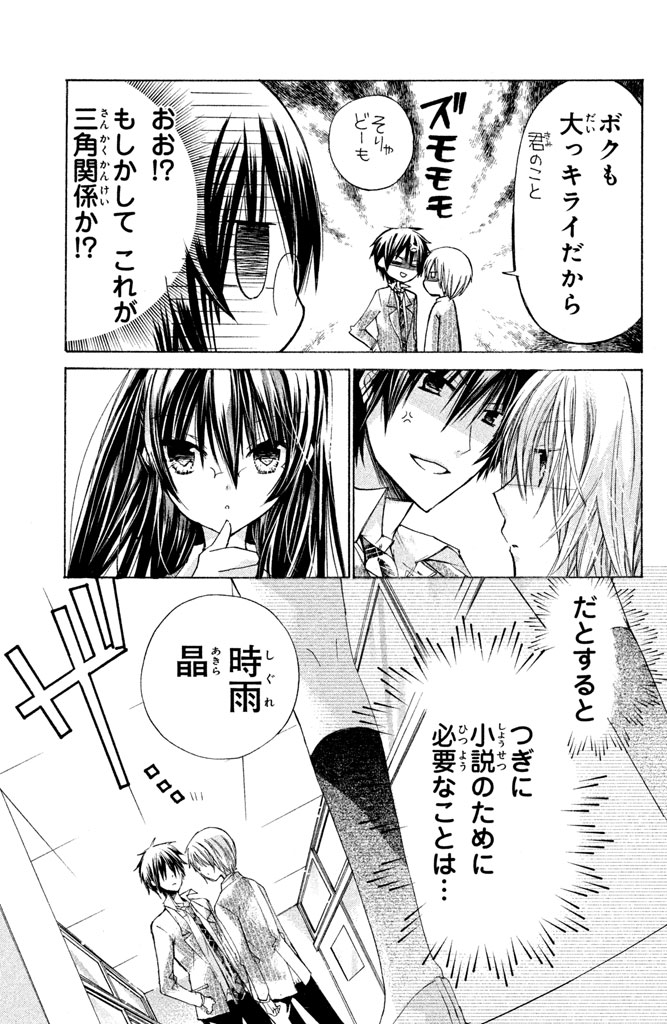 ボクも
大っキライだから
君のこと
ズモモモ
そりゃ
どーも
おお!?
もしかして これが
三角関係か!?
だとすると
つぎに
小説のために
必要なことは…
時雨
晶
ザッ